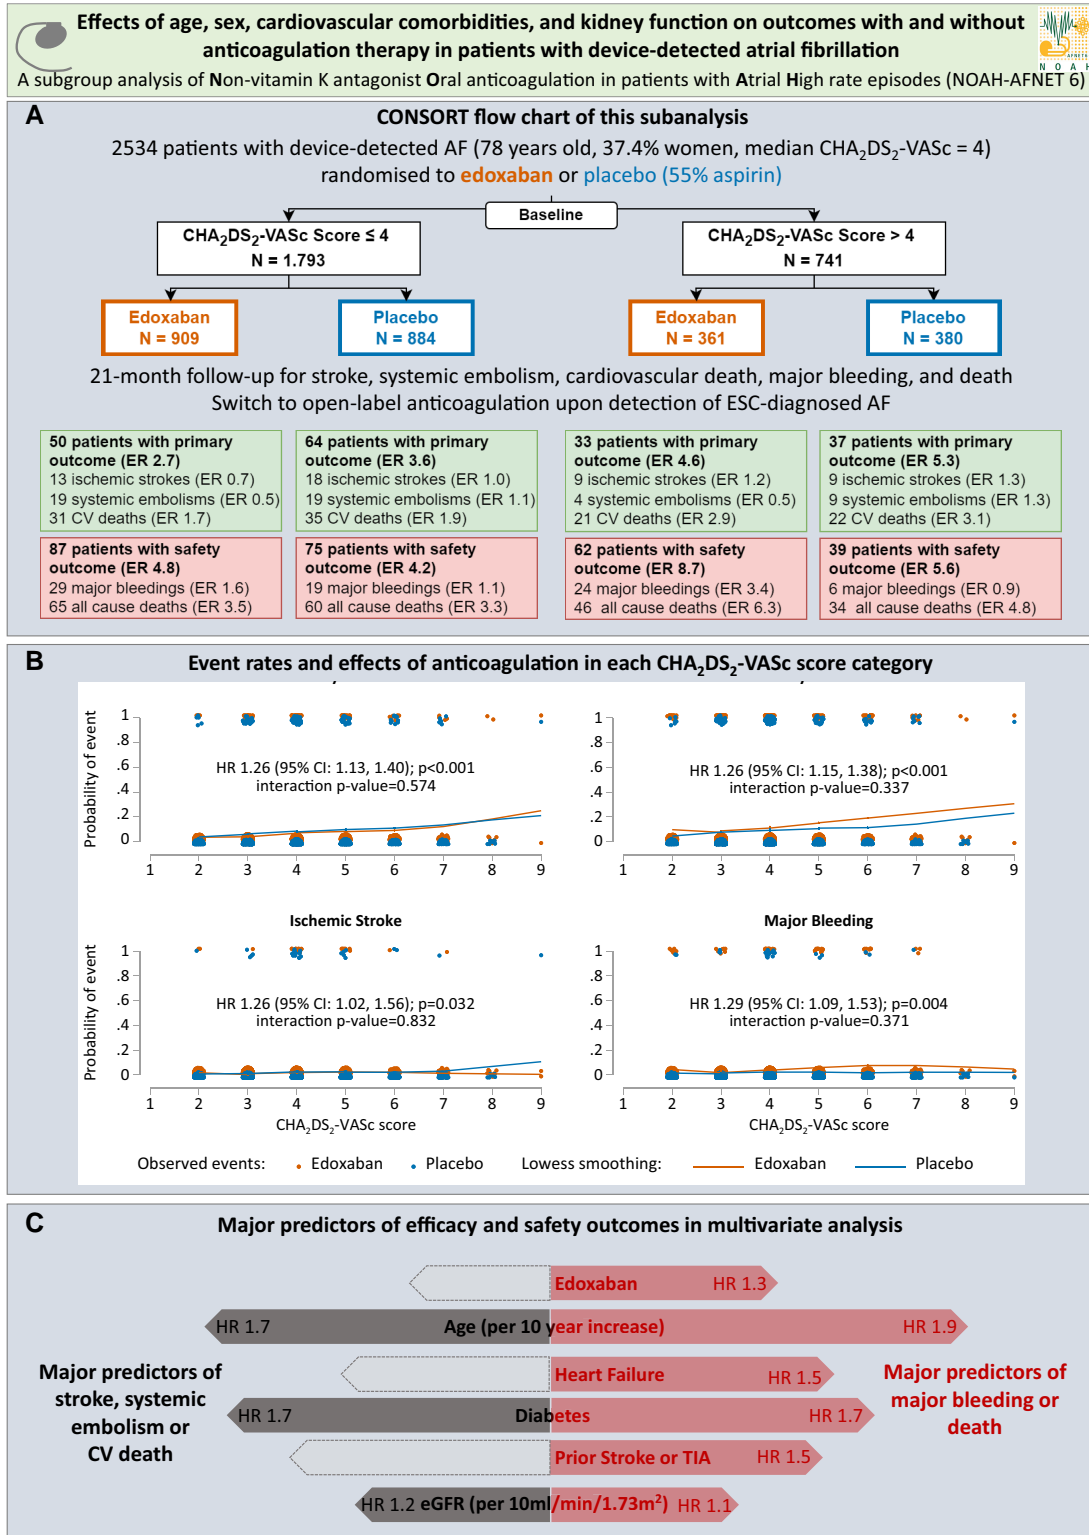 Effects of age, sex, cardiovascular comorbidities, and kidney function on outcomes with and without
anticoagulation therapy in patients with device-detected atrial fibrillation
A subgroup analysis of Non-vitamin K antagonist Oral anticoagulation in patients with Atrial High rate episodes (NOAH-AFNET 6)
AFNET 6
N O A H
A
CONSORT flow chart of this subanalysis
2534 patients with device-detected AF (78 years old, 37.4% women, median CHA₂DS₂-VASc = 4)
randomised to edoxaban or placebo (55% aspirin)
Baseline
CHA₂DS₂-VASc Score ≤ 4
N = 1.793
CHA₂DS₂-VASc Score > 4
N = 741
Edoxaban
N = 909
Placebo
N = 884
Edoxaban
N = 361
Placebo
N = 380
21-month follow-up for stroke, systemic embolism, cardiovascular death, major bleeding, and death
Switch to open-label anticoagulation upon detection of ESC-diagnosed AF
50 patients with primary
outcome (ER 2.7)
13 ischemic strokes (ER 0.7)
19 systemic embolisms (ER 0.5)
31 CV deaths (ER 1.7)
64 patients with primary
outcome (ER 3.6)
18 ischemic strokes (ER 1.0)
19 systemic embolisms (ER 1.1)
35 CV deaths (ER 1.9)
33 patients with primary
outcome (ER 4.6)
9 ischemic strokes (ER 1.2)
4 systemic embolisms (ER 0.5)
21 CV deaths (ER 2.9)
37 patients with primary
outcome (ER 5.3)
9 ischemic strokes (ER 1.3)
9 systemic embolisms (ER 1.3)
22 CV deaths (ER 3.1)
87 patients with safety
outcome (ER 4.8)
29 major bleedings (ER 1.6)
65 all cause deaths (ER 3.5)
75 patients with safety
outcome (ER 4.2)
19 major bleedings (ER 1.1)
60 all cause deaths (ER 3.3)
62 patients with safety
outcome (ER 8.7)
24 major bleedings (ER 3.4)
46 all cause deaths (ER 6.3)
39 patients with safety
outcome (ER 5.6)
6 major bleedings (ER 0.9)
34 all cause deaths (ER 4.8)
B
Event rates and effects of anticoagulation in each CHA₂DS₂-VASc score category
Probability of event
1
.8
.6
.4
.2
0
HR 1.26 (95% CI: 1.13, 1.40); p<0.001
interaction p-value=0.574
1 2 3 4 5 6 7 8 9
1
.8
.6
.4
.2
0
HR 1.26 (95% CI: 1.15, 1.38); p<0.001
interaction p-value=0.337
1 2 3 4 5 6 7 8 9
Ischemic Stroke
Probability of event
1
.8
.6
.4
.2
0
HR 1.26 (95% CI: 1.02, 1.56); p=0.032
interaction p-value=0.832
1 2 3 4 5 6 7 8 9
CHA₂DS₂-VASc score
Major Bleeding
1
.8
.6
.4
.2
0
HR 1.29 (95% CI: 1.09, 1.53); p=0.004
interaction p-value=0.371
1 2 3 4 5 6 7 8 9
CHA₂DS₂-VASc score
Observed events: Edoxaban Placebo Lowess smoothing: Edoxaban Placebo
C
Major predictors of efficacy and safety outcomes in multivariate analysis
Edoxaban HR 1.3
HR 1.7 Age (per 10 year increase) HR 1.9
Heart Failure HR 1.5
HR 1.7 Diabetes HR 1.7
Prior Stroke or TIA HR 1.5
HR 1.2 eGFR (per 10ml/min/1.73m²) HR 1.1
Major predictors of
stroke, systemic
embolism or
CV death
Major predictors of
major bleeding or
death